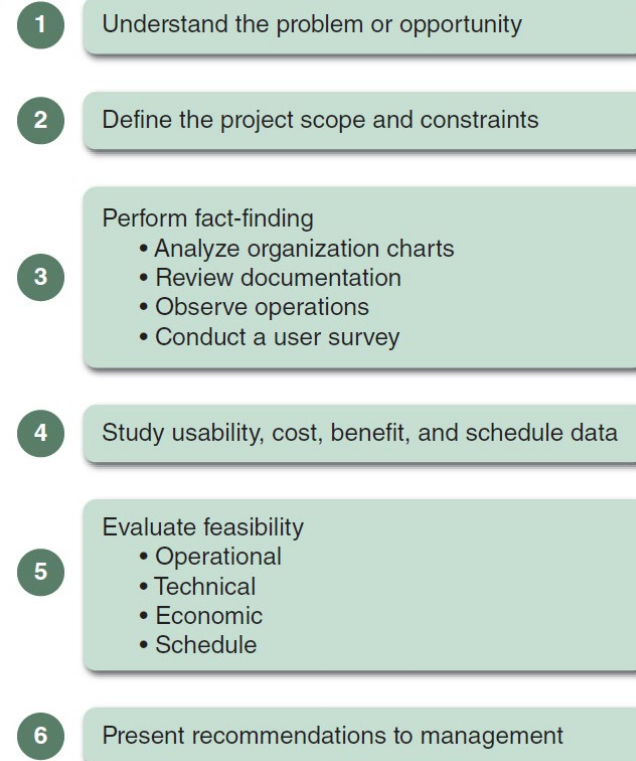 1 Understand the problem or opportunity
2 Define the project scope and constraints
Perform fact-finding
• Analyze organization charts
3 • Review documentation
• Observe operations
• Conduct a user survey
4 Study usability, cost, benefit, and schedule data
Evaluate feasibility
• Operational
5 • Technical
• Economic
• Schedule
6 Present recommendations to management